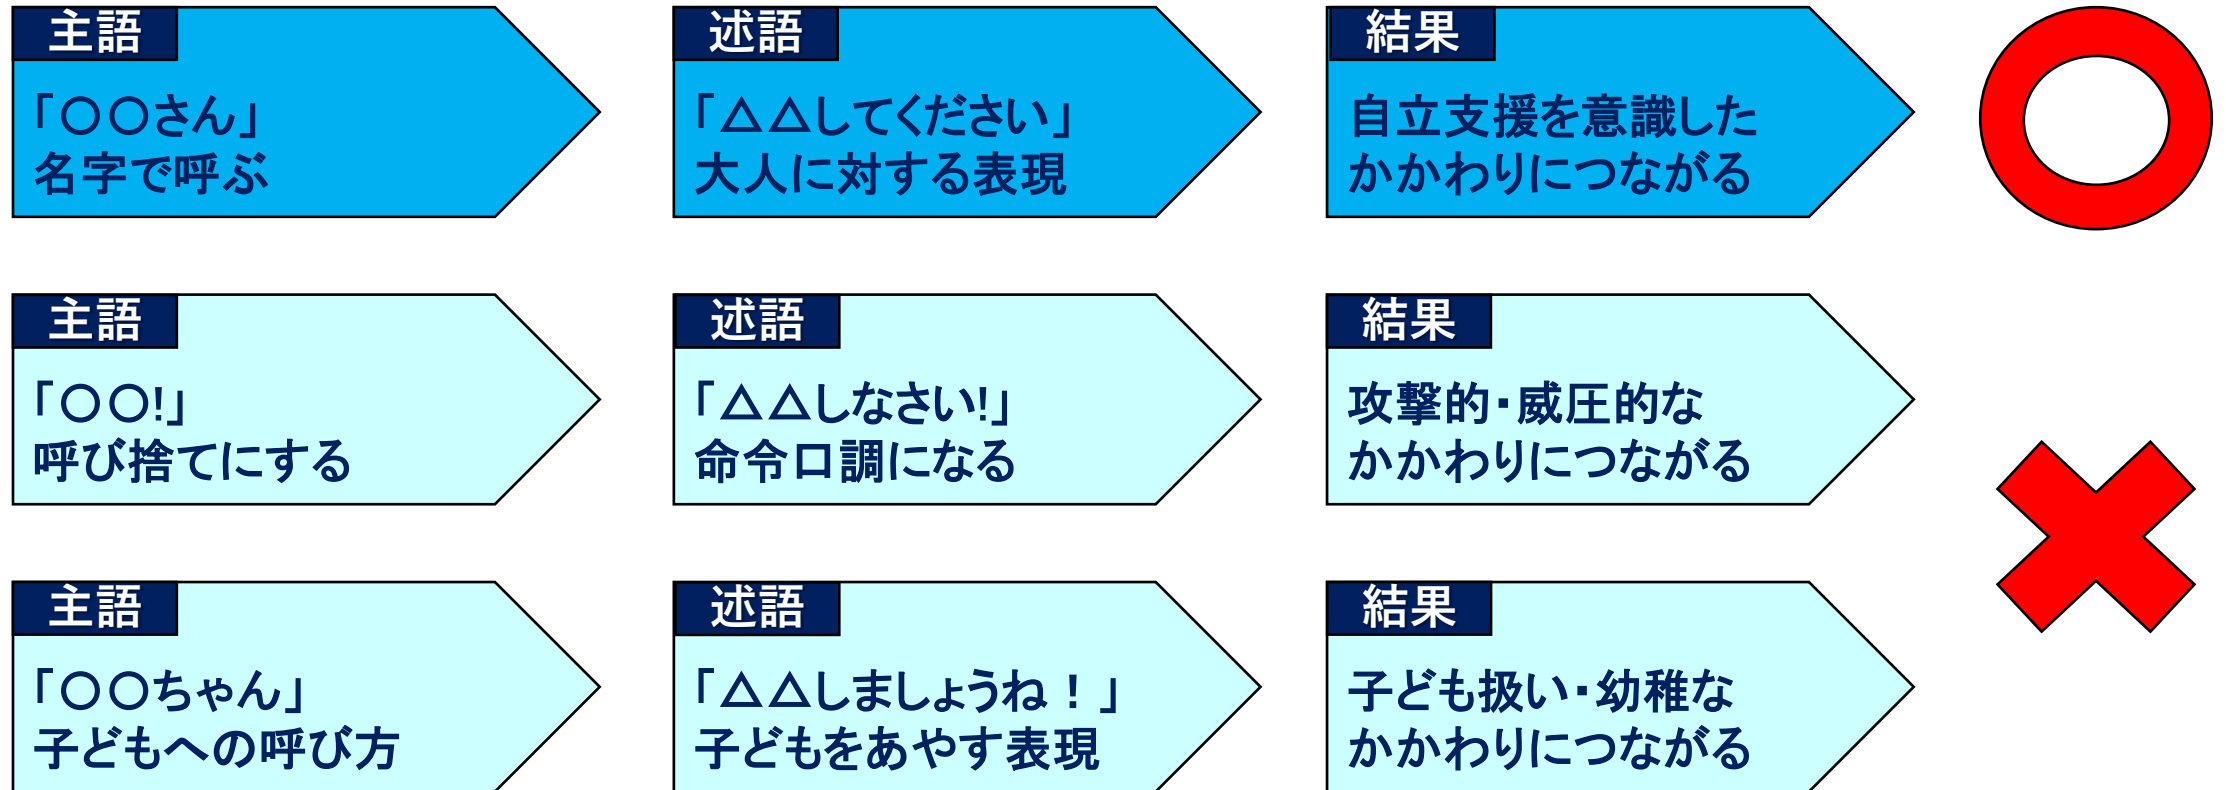 主語
「○○さん」
名字で呼ぶ
述語
「△△してください」
大人に対する表現
結果
自立支援を意識した
かかわりにつながる
主語
「○○!」
呼び捨てにする
述語
「△△しなさい!」
命令口調になる
結果
攻撃的・威圧的な
かかわりにつながる
主語
「○○ちゃん」
子どもへの呼び方
述語
「△△しましょうね！」
子どもをあやす表現
結果
子ども扱い・幼稚な
かかわりにつながる